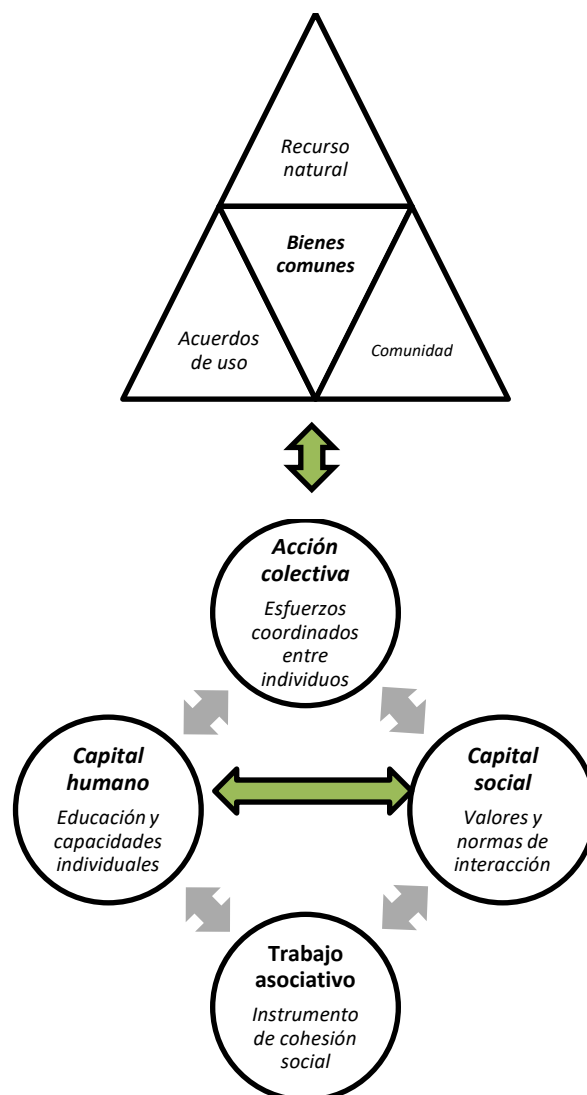 Recurso
natural
Bienes
comunes
Acuerdos
de uso
Comunidad
Acción
colectiva
Esfuerzos
coordinados
entre
individuos
Capital
humano
Educación y
capacidades
individuales
Capital
social
Valores y
normas de
interacción
Trabajo
asociativo
Instrumento
de cohesión
social